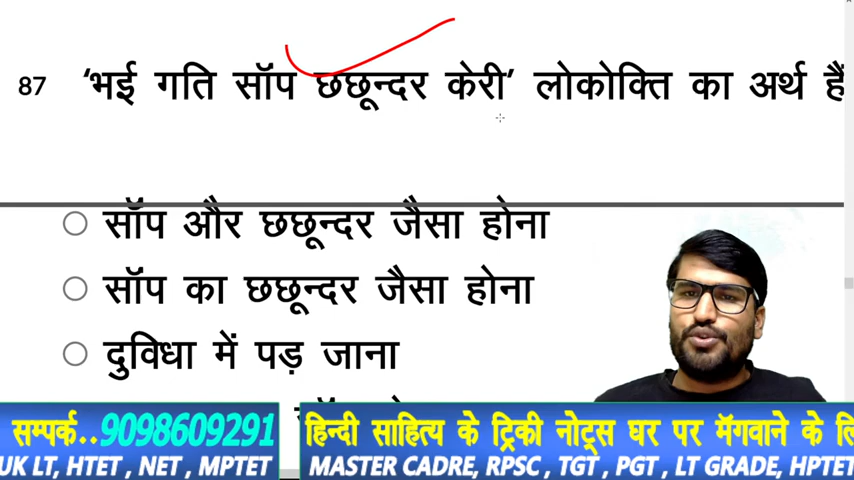 87 'भई गति सॉप छछून्दर केरी' लोकोक्ति का अर्थ हैं
सॉप और छछून्दर जैसा होना
सॉप का छछून्दर जैसा होना
दुविधा में पड़ जाना
सम्पर्क..9098609291 हिन्दी साहित्य के ट्रिकी नोट्स घर पर मॅगवाने के लि
UK LT, HTET , NET , MPTET MASTER CADRE, RPSC , TGT , PGT , LT GRADE, HPTET